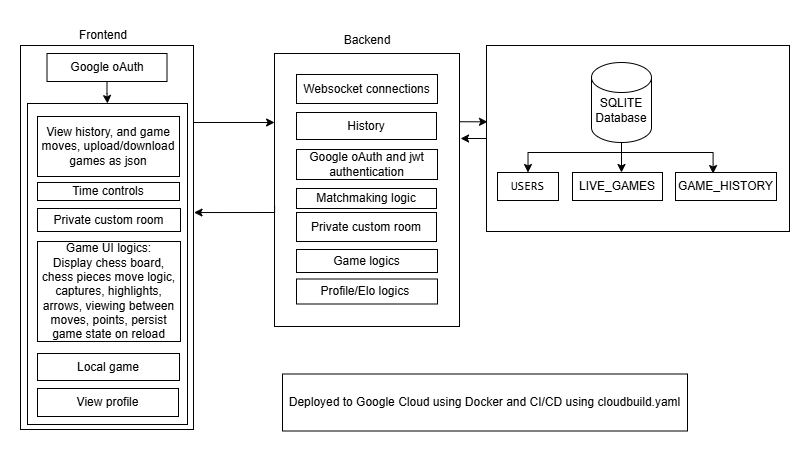 Frontend
Google oAuth
View history, and game
moves, upload/download
games as json
Time controls
Private custom room
Game UI logics:
Display chess board,
chess pieces move logic,
captures, highlights,
arrows, viewing between
moves, points, persist
game state on reload
Local game
View profile
Backend
Websocket connections
History
Google oAuth and jwt
authentication
Matchmaking logic
Private custom room
Game logics
Profile/Elo logics
SQLITE
Database
USERS
LIVE_GAMES
GAME_HISTORY
Deployed to Google Cloud using Docker and CI/CD using cloudbuild.yaml